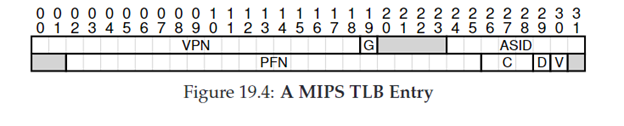 0 0 0 0 0 0 0 0 0 0 1 1 1 1 1 1 1 1 1 1 2 2 2 2 2 2 2 2 2 2 3 3
0 1 2 3 4 5 6 7 8 9 0 1 2 3 4 5 6 7 8 9 0 1 2 3 4 5 6 7 8 9 0 1
VPN G ASID
PFN C D V
Figure 19.4: A MIPS TLB Entry